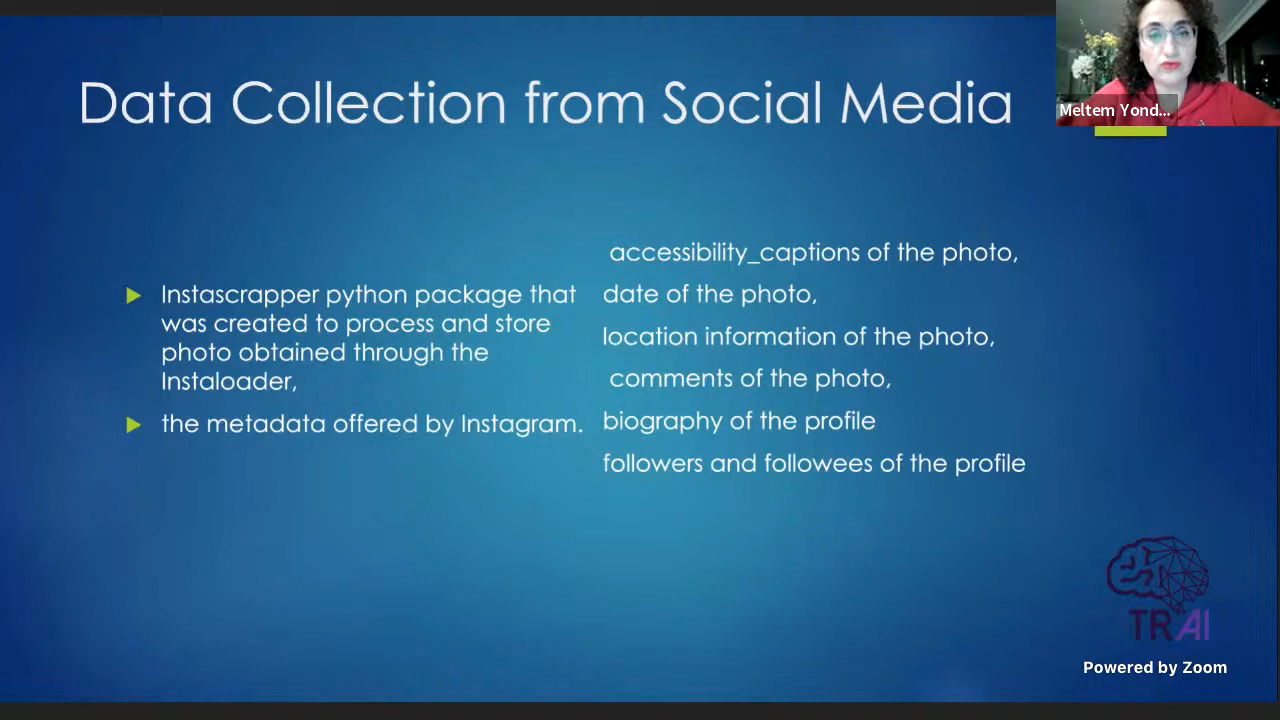 Data Collection from Social Media
Meltem Yond...
Instascrapper python package that
was created to process and store
photo obtained through the
Instaloader,
the metadata offered by Instagram.
accessibility_captions of the photo,
date of the photo,
location information of the photo,
comments of the photo,
biography of the profile
followers and followees of the profile
TRAI
Powered by Zoom